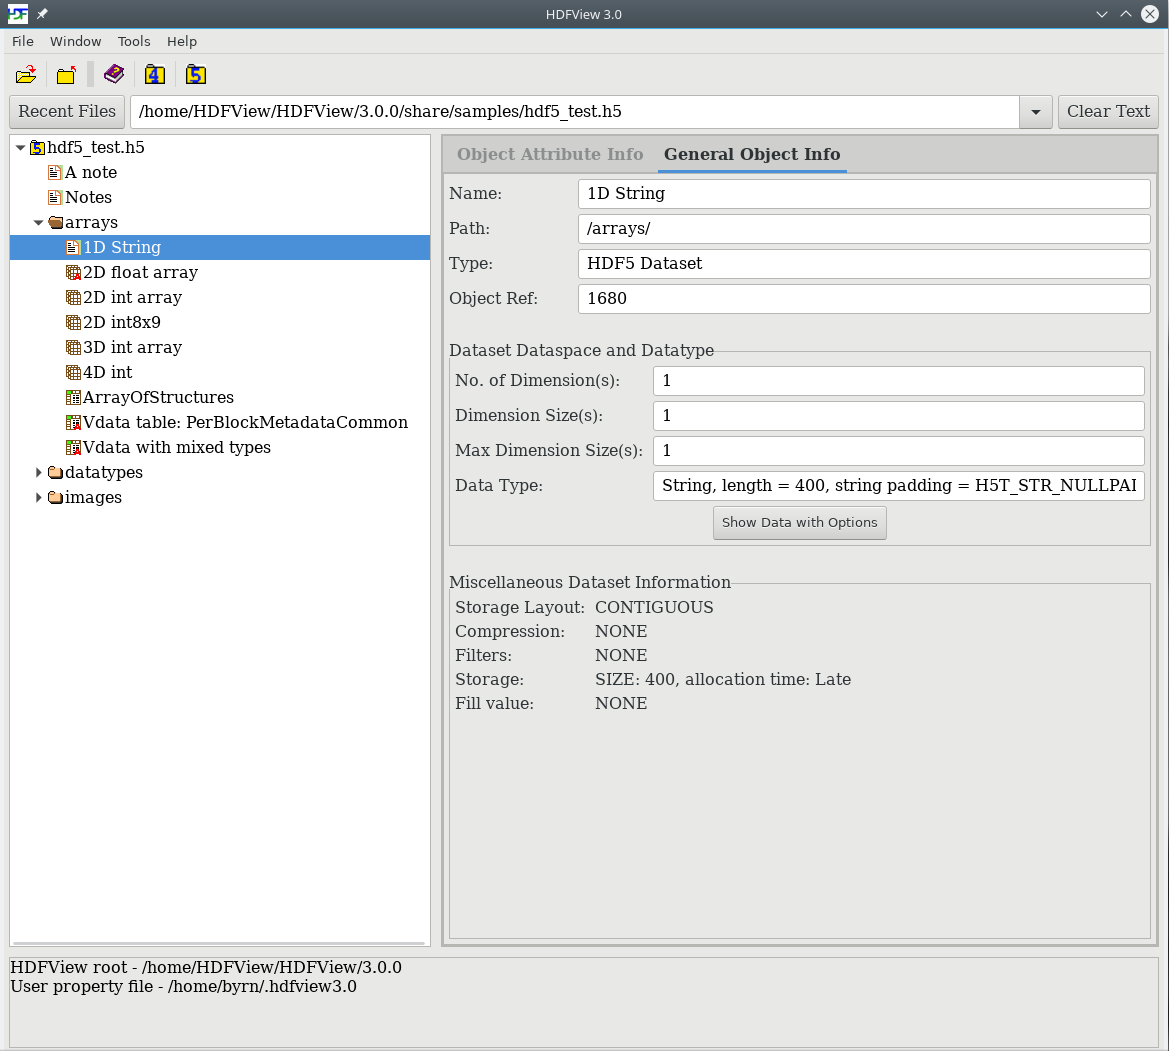 HDF HDFView 3.0
File Window Tools Help
4 5
Recent Files /home/HDFView/HDFView/3.0.0/share/samples/hdf5_test.h5 Clear Text
5 hdf5_test.h5
A note
Notes
arrays
1D String
2D float array
2D int array
2D int8x9
3D int array
4D int
ArrayOfStructures
Vdata table: PerBlockMetadataCommon
Vdata with mixed types
datatypes
images
Object Attribute Info General Object Info
Name: 1D String
Path: /arrays/
Type: HDF5 Dataset
Object Ref: 1680
Dataset Dataspace and Datatype
No. of Dimension(s): 1
Dimension Size(s): 1
Max Dimension Size(s): 1
Data Type: String, length = 400, string padding = H5T_STR_NULLPAI
Show Data with Options
Miscellaneous Dataset Information
Storage Layout: CONTIGUOUS
Compression: NONE
Filters: NONE
Storage: SIZE: 400, allocation time: Late
Fill value: NONE
HDFView root - /home/HDFView/HDFView/3.0.0
User property file - /home/byrn/.hdfview3.0